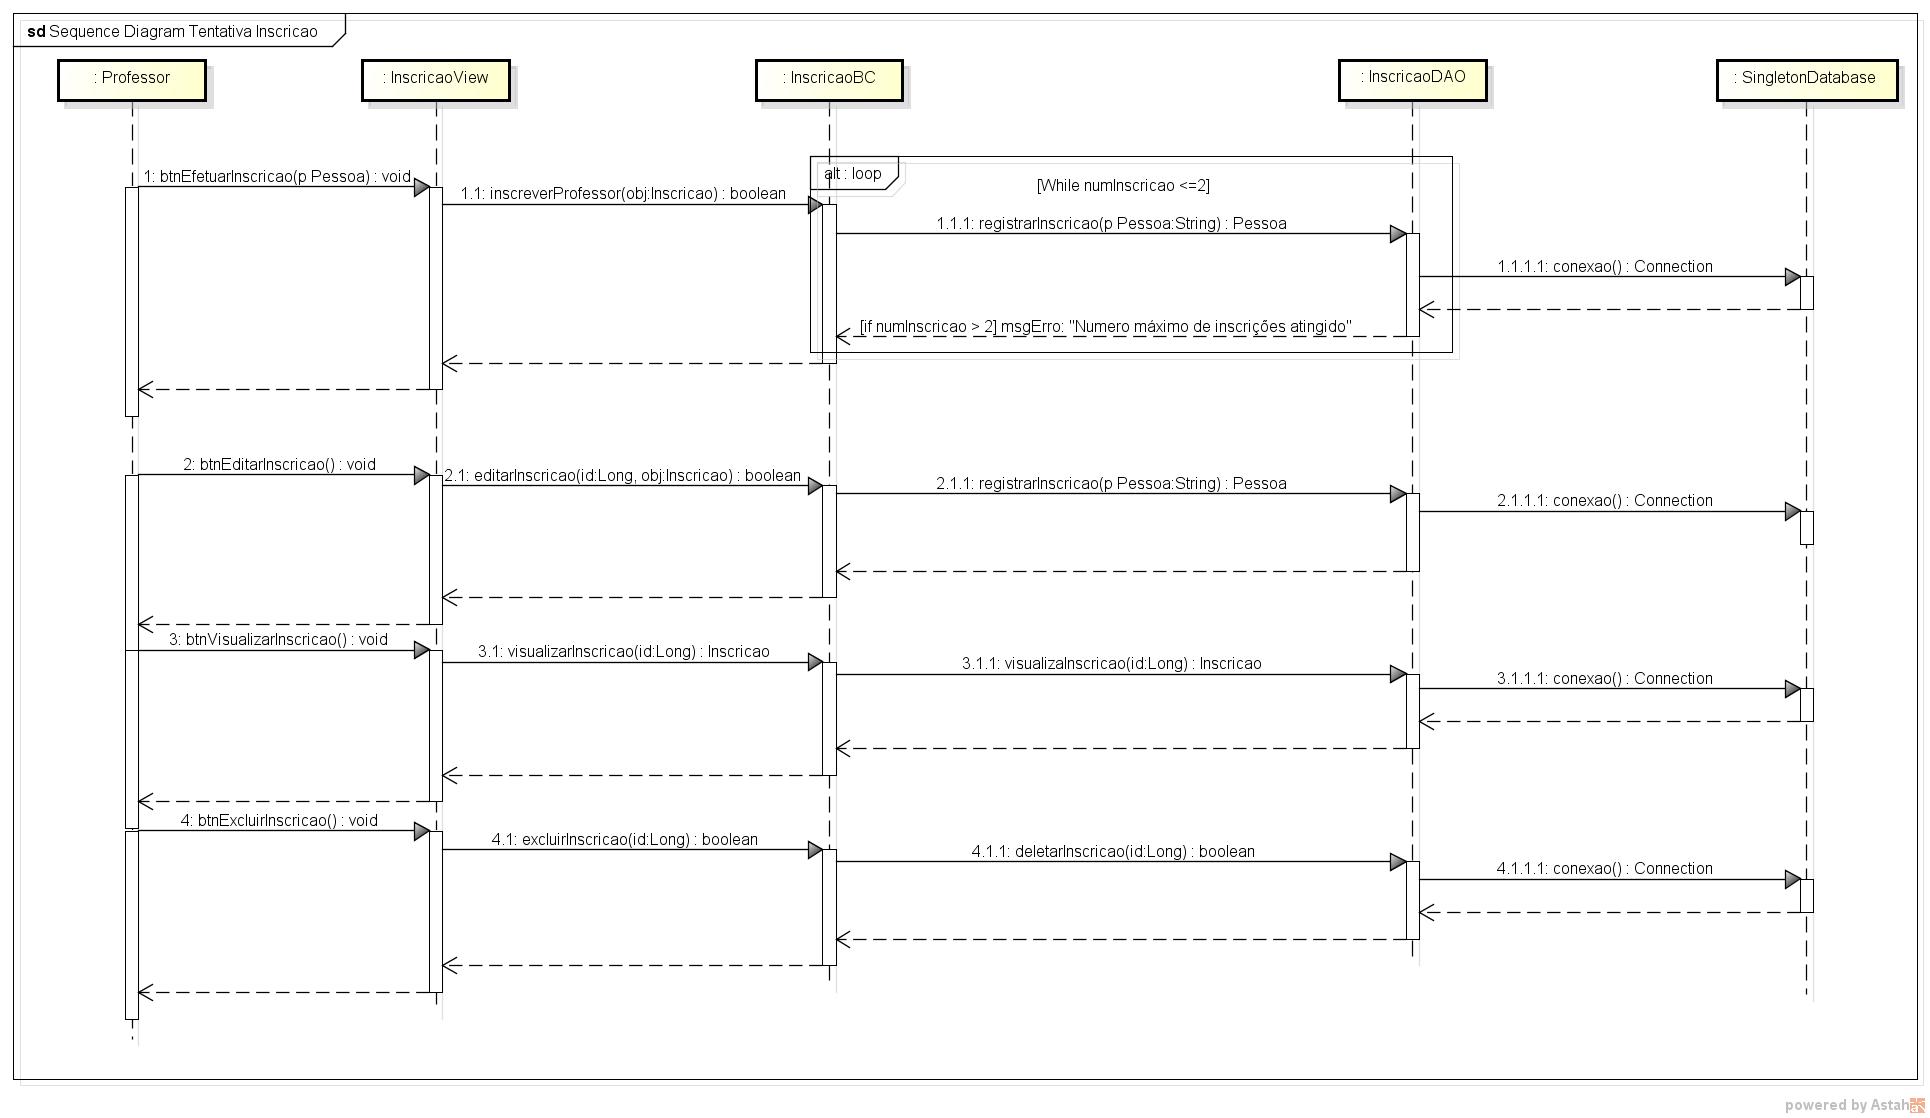 sd Sequence Diagram Tentativa Inscricao
: Professor
: InscricaoView
: InscricaoBC
: InscricaoDAO
: SingletonDatabase
alt : loop
[While numInscricao <=2]
1: btnEfetuarInscricao(p Pessoa) : void
1.1: inscreverProfessor(obj:Inscricao) : boolean
1.1.1: registrarInscricao(p Pessoa:String) : Pessoa
1.1.1.1: conexao() : Connection
[if numInscricao > 2] msgErro: "Numero máximo de inscrições atingido"
2: btnEditarInscricao() : void
2.1: editarInscricao(id:Long, obj:Inscricao) : boolean
2.1.1: registrarInscricao(p Pessoa:String) : Pessoa
2.1.1.1: conexao() : Connection
3: btnVisualizarInscricao() : void
3.1: visualizarInscricao(id:Long) : Inscricao
3.1.1: visualizaInscricao(id:Long) : Inscricao
3.1.1.1: conexao() : Connection
4: btnExcluirInscricao() : void
4.1: excluirInscricao(id:Long) : boolean
4.1.1: deletarInscricao(id:Long) : boolean
4.1.1.1: conexao() : Connection
powered by Astah